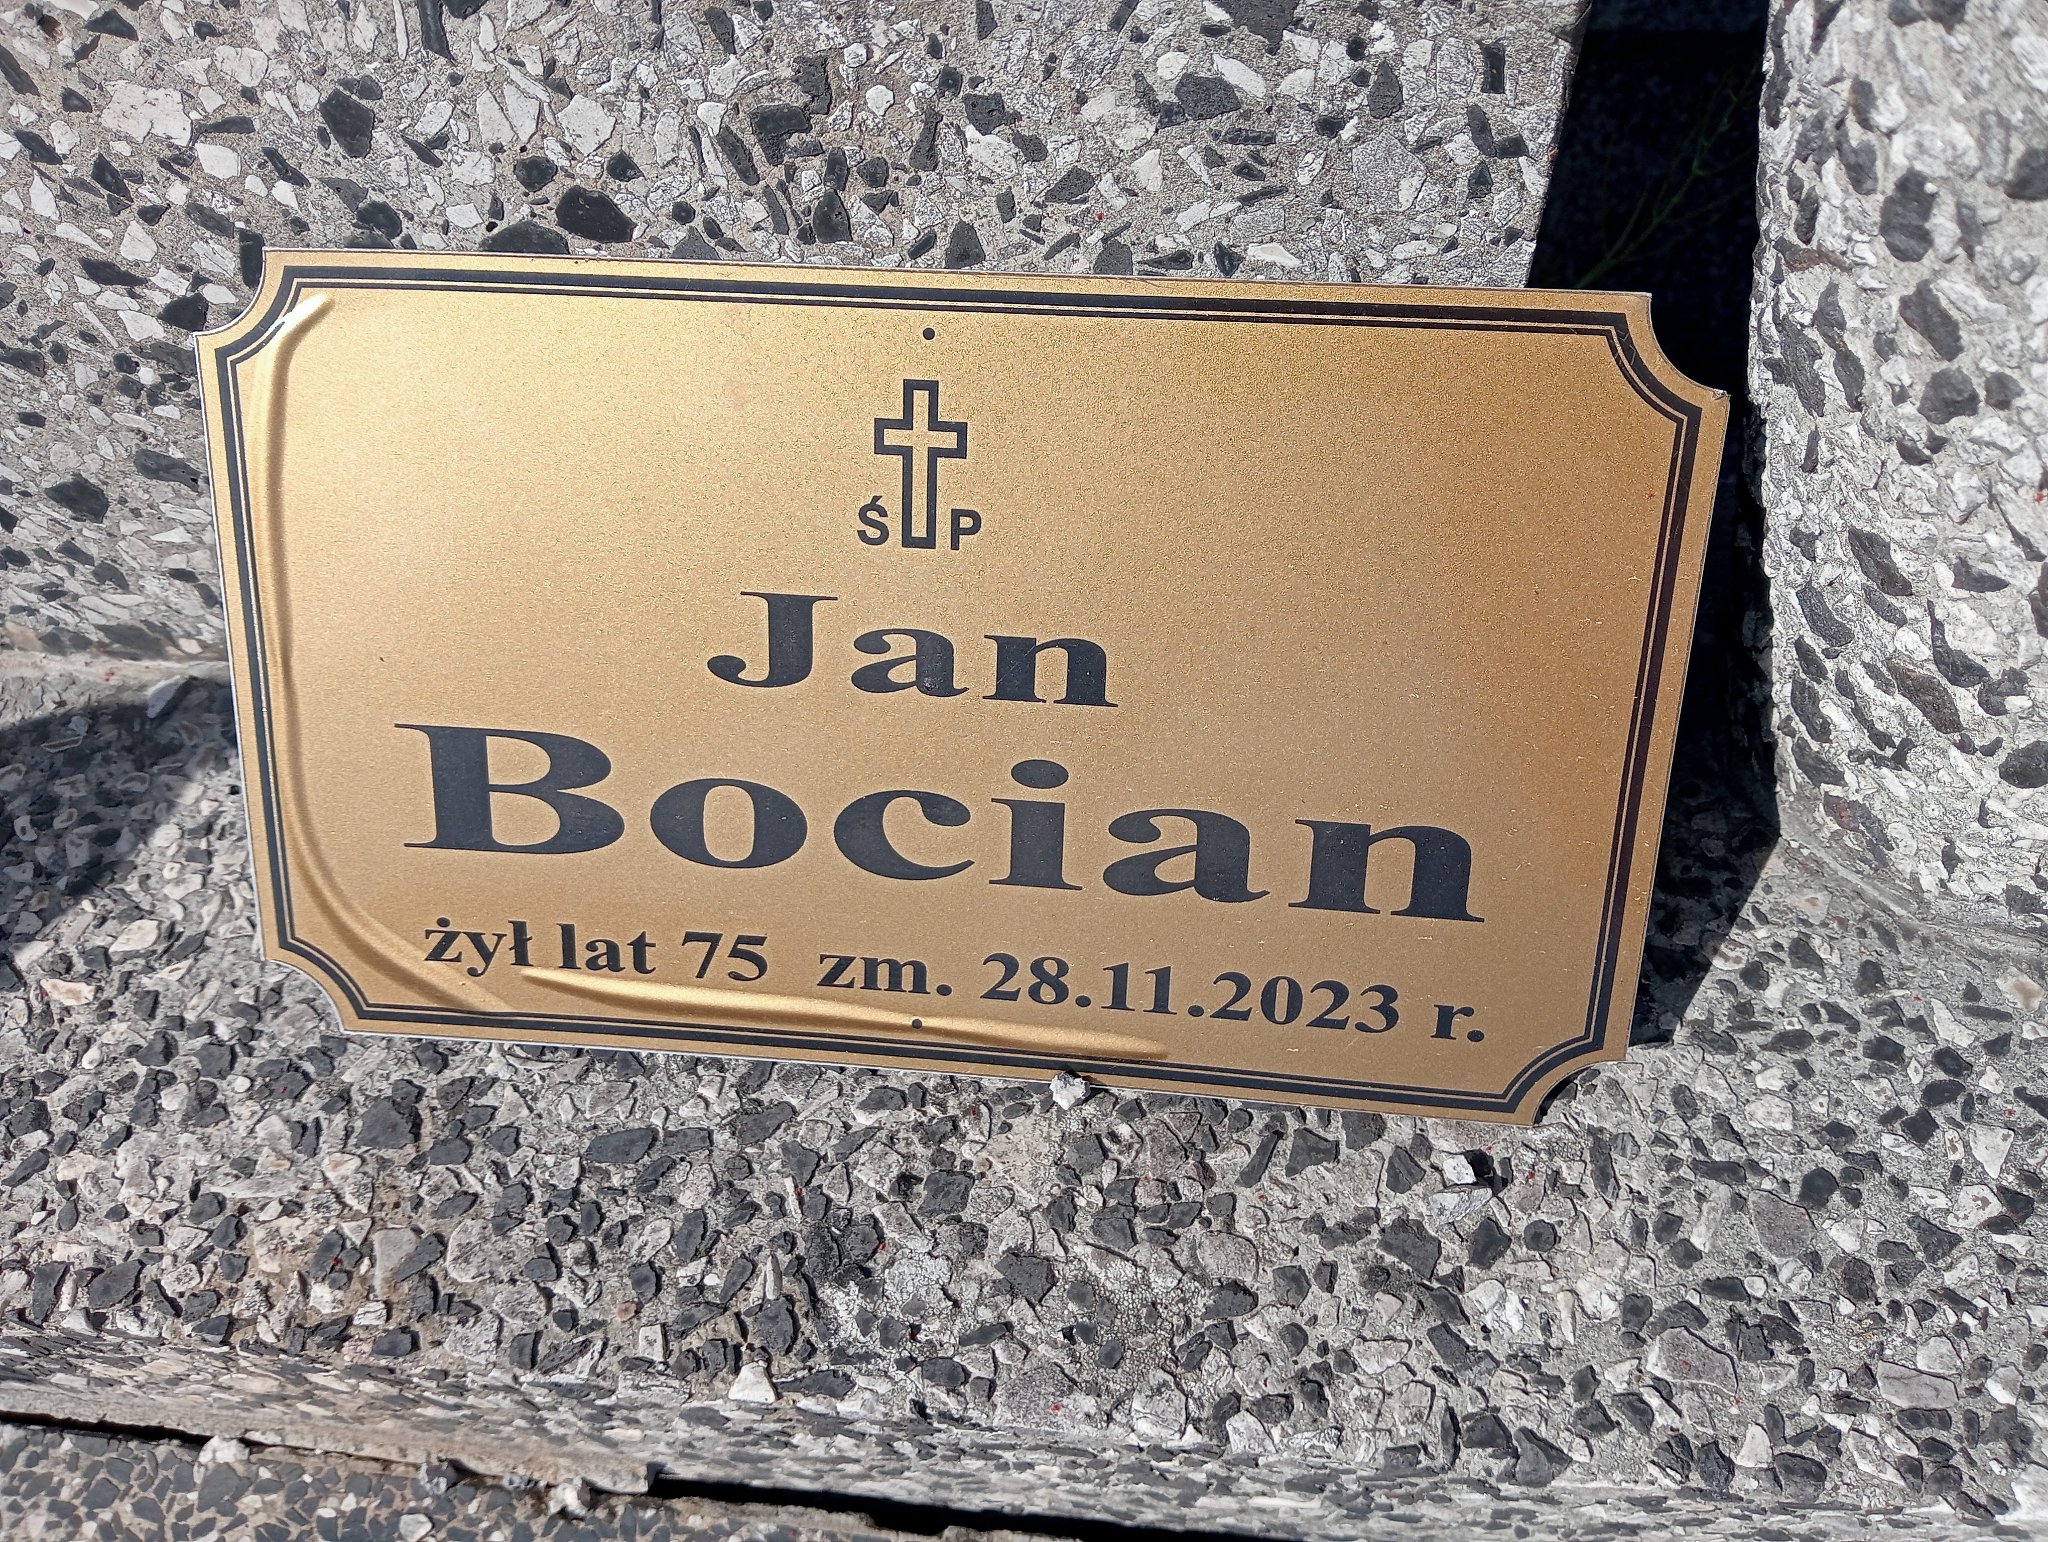 Ś P
Jan
Bocian
żył lat 75 zm. 28.11.2023 r.